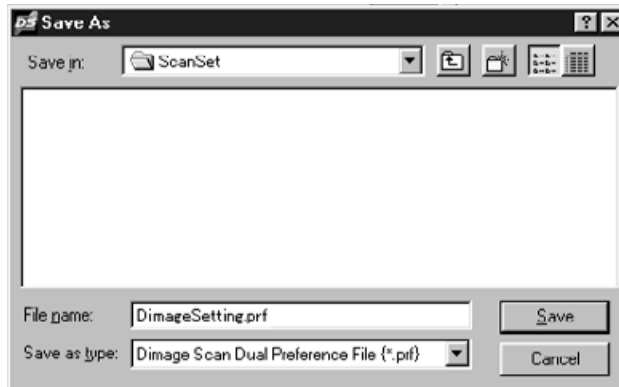 DS Save As
Save in: ScanSet
File name: DimageSetting.prf
Save
Save as type: Dimage Scan Dual Preference File {*.prf}
Cancel